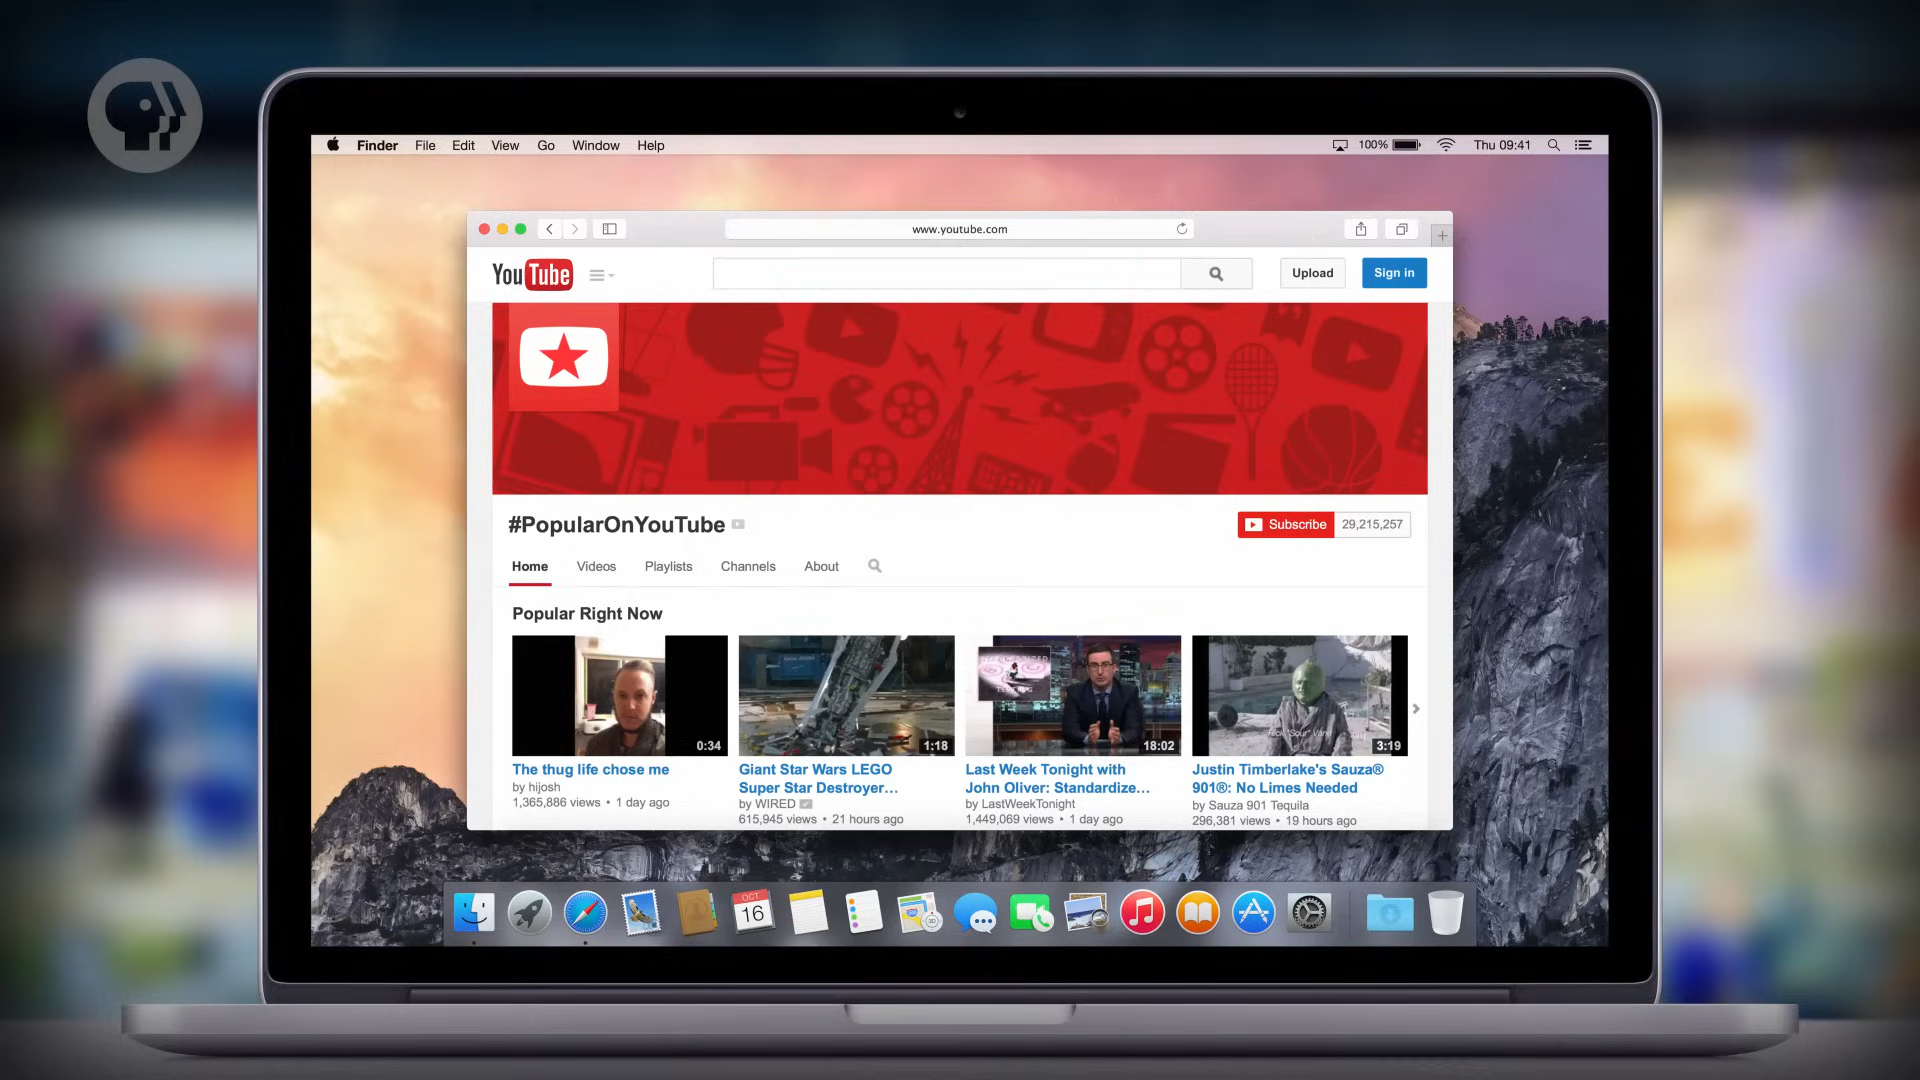 Finder File Edit View Go Window Help 100% Thu 09:41
www.youtube.com
YouTube Upload Sign in
#PopularOnYouTube Subscribe 29,215,257
Home Videos Playlists Channels About
Popular Right Now
0:34 1:18 18:02 3:19
The thug life chose me
by hijosh
1,365,886 views • 1 day ago
Giant Star Wars LEGO
Super Star Destroyer…
by WIRED
615,945 views • 21 hours ago
Last Week Tonight with
John Oliver: Standardize…
by LastWeekTonight
1,449,069 views • 1 day ago
Rick "Sour" Vane
Justin Timberlake's Sauza®
901®: No Limes Needed
by Sauza 901 Tequila
296,381 views • 19 hours ago
OCT
16
3D